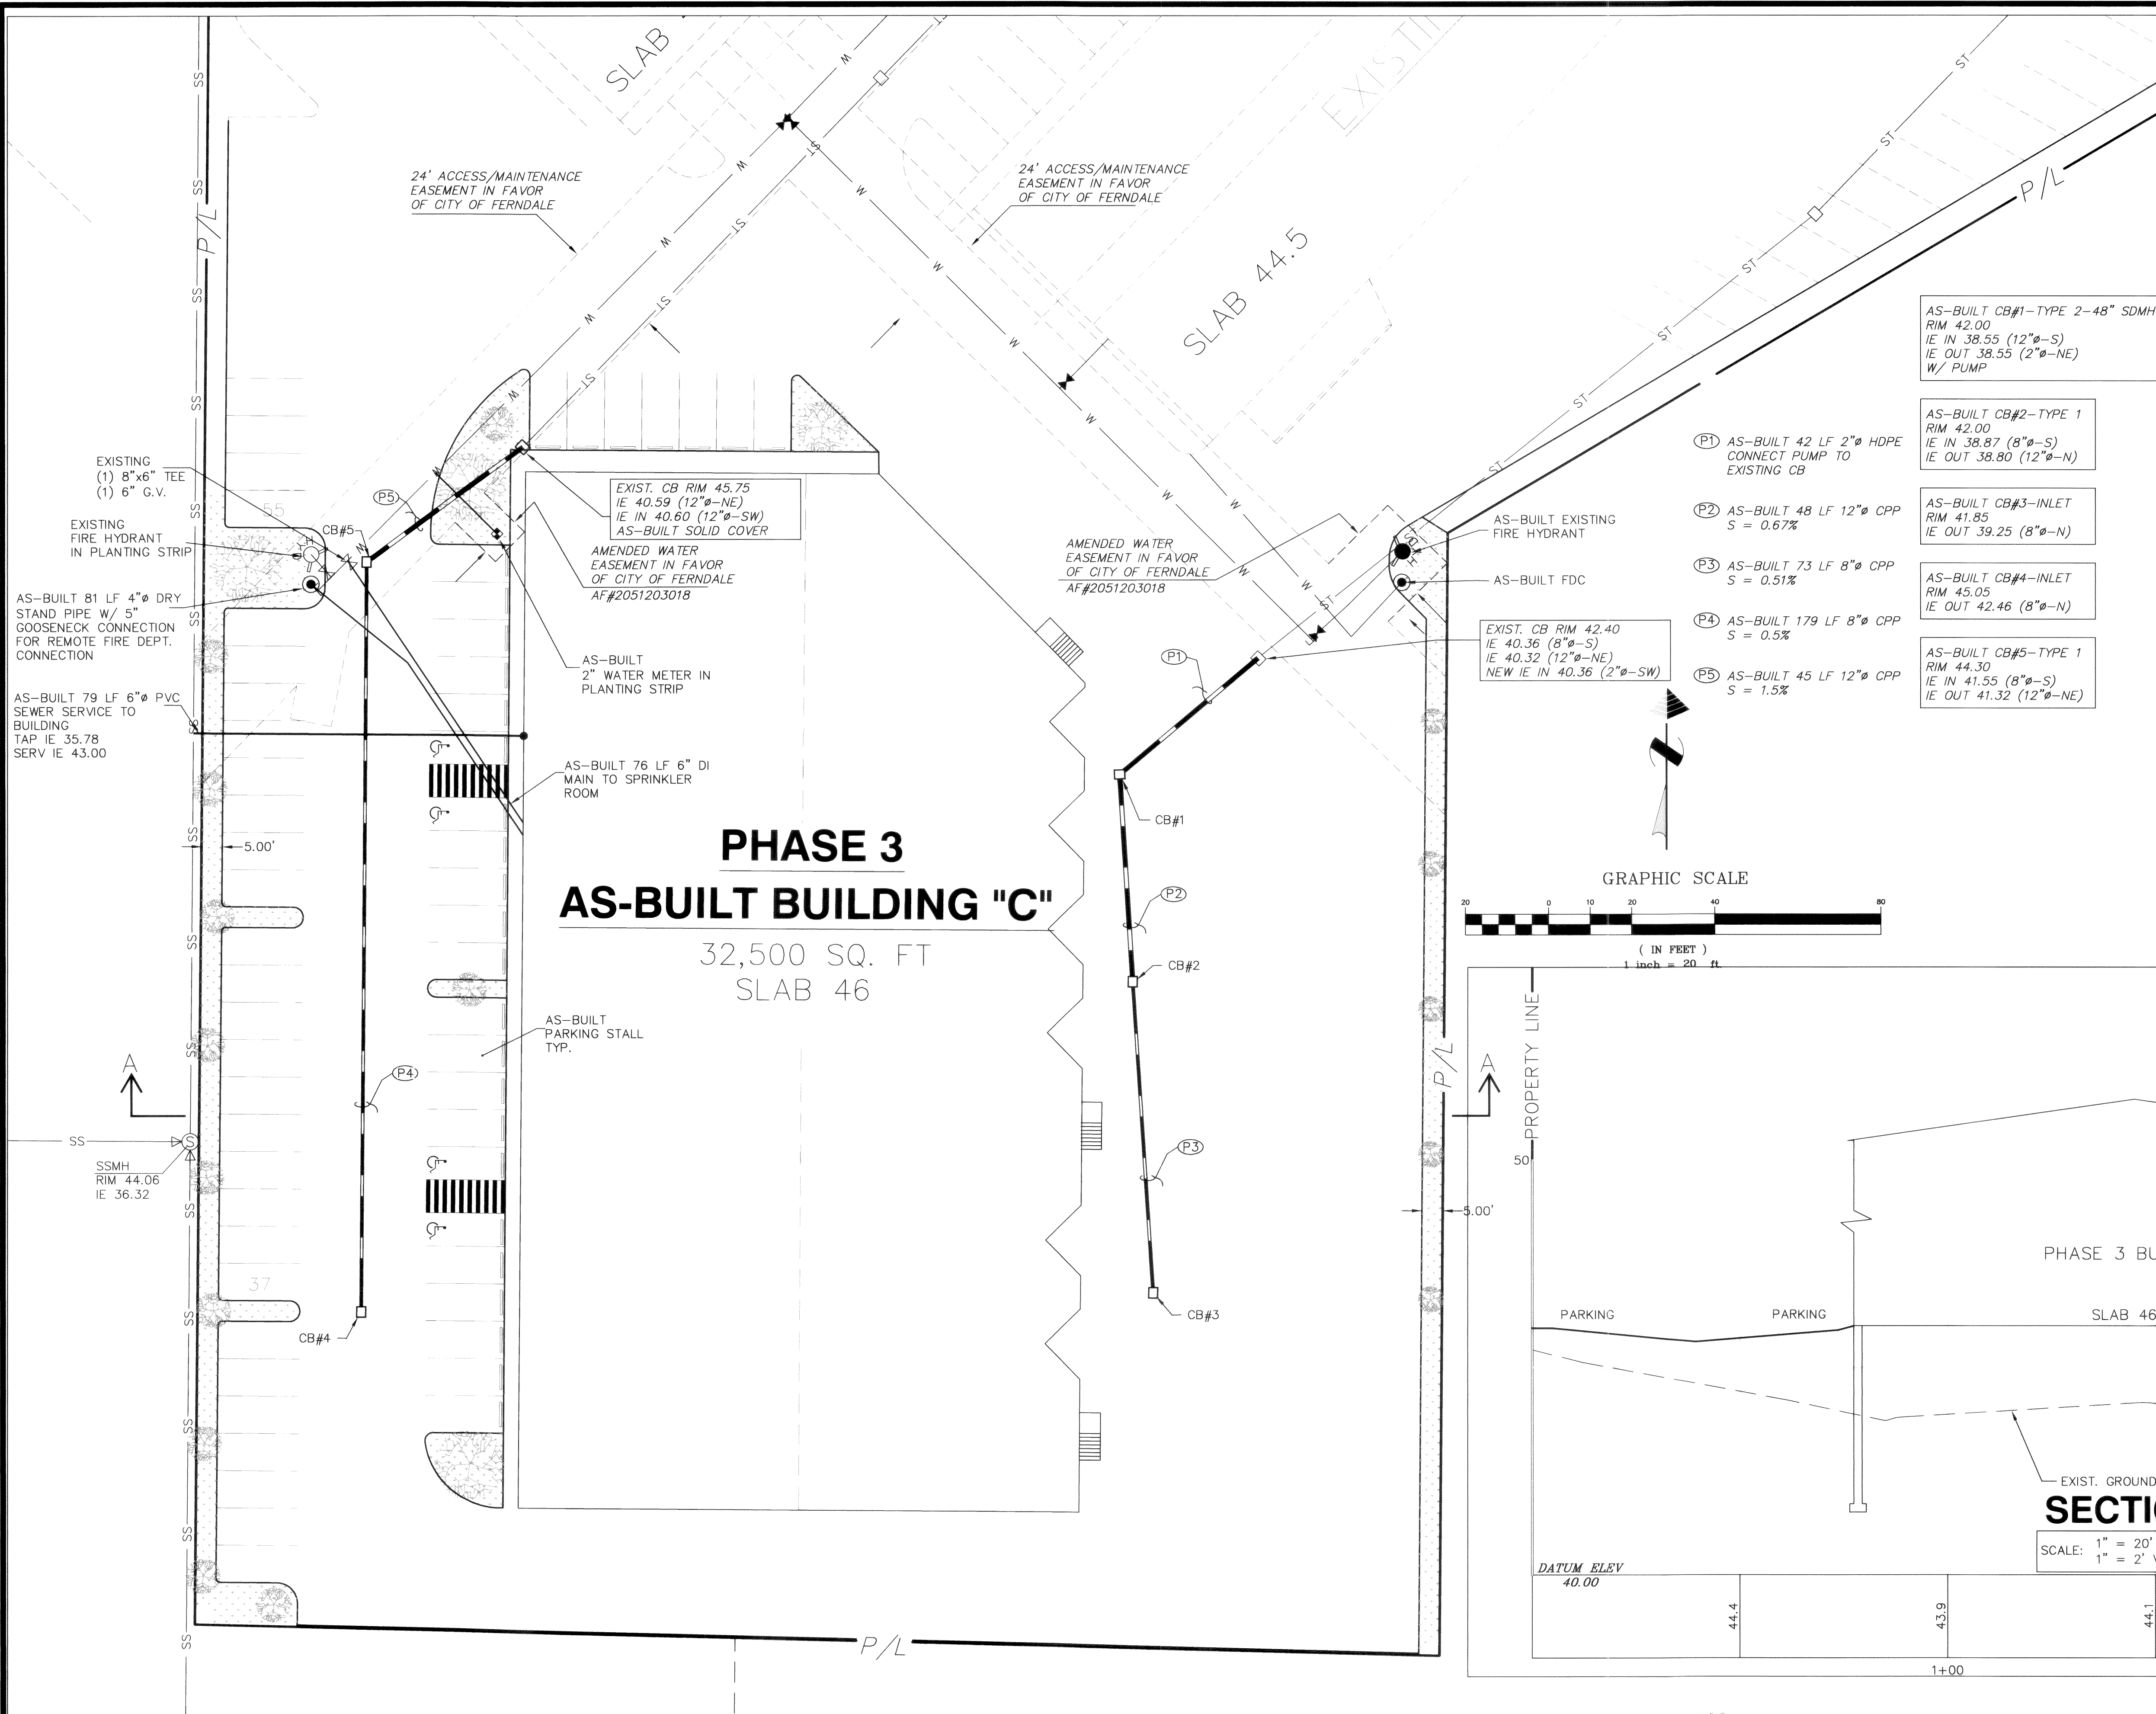 SLAB
EXISTIN
24' ACCESS/MAINTENANCE
EASEMENT IN FAVOR
OF CITY OF FERNDALE
24' ACCESS/MAINTENANCE
EASEMENT IN FAVOR
OF CITY OF FERNDALE
SLAB 44.5
P/L
P/L
EXISTING
(1) 8"x6" TEE
(1) 6" G.V.
EXISTING
FIRE HYDRANT
IN PLANTING STRIP
55
CB#5
P5
EXIST. CB RIM 45.75
IE 40.59 (12"ø-NE)
IE IN 40.60 (12"ø-SW)
AS-BUILT SOLID COVER
AMENDED WATER
EASEMENT IN FAVOR
OF CITY OF FERNDALE
AF#2051203018
AS-BUILT
2" WATER METER IN
PLANTING STRIP
AS-BUILT 81 LF 4"ø DRY
STAND PIPE W/ 5"
GOOSENECK CONNECTION
FOR REMOTE FIRE DEPT.
CONNECTION
AS-BUILT 79 LF 6"ø PVC
SEWER SERVICE TO
BUILDING
TAP IE 35.78
SERV IE 43.00
AS-BUILT 76 LF 6" DI
MAIN TO SPRINKLER
ROOM
5.00'
PHASE 3
AS-BUILT BUILDING "C"
32,500 SQ. FT
SLAB 46
AS-BUILT
PARKING STALL
TYP.
P4
A
SS
SSMH
RIM 44.06
IE 36.32
37
CB#4
P/L
AMENDED WATER
EASEMENT IN FAVOR
OF CITY OF FERNDALE
AF#2051203018
AS-BUILT EXISTING
FIRE HYDRANT
AS-BUILT FDC
EXIST. CB RIM 42.40
IE 40.36 (8"ø-S)
IE 40.32 (12"ø-NE)
NEW IE IN 40.36 (2"ø-SW)
P1
CB#1
P2
CB#2
P3
CB#3
P/L
A
5.00'
P1 AS-BUILT 42 LF 2"ø HDPE
CONNECT PUMP TO
EXISTING CB
P2 AS-BUILT 48 LF 12"ø CPP
S = 0.67%
P3 AS-BUILT 73 LF 8"ø CPP
S = 0.51%
P4 AS-BUILT 179 LF 8"ø CPP
S = 0.5%
P5 AS-BUILT 45 LF 12"ø CPP
S = 1.5%
AS-BUILT CB#1-TYPE 2-48" SDMH
RIM 42.00
IE IN 38.55 (12"ø-S)
IE OUT 38.55 (2"ø-NE)
W/ PUMP
AS-BUILT CB#2-TYPE 1
RIM 42.00
IE IN 38.87 (8"ø-S)
IE OUT 38.80 (12"ø-N)
AS-BUILT CB#3-INLET
RIM 41.85
IE OUT 39.25 (8"ø-N)
AS-BUILT CB#4-INLET
RIM 45.05
IE OUT 42.46 (8"ø-N)
AS-BUILT CB#5-TYPE 1
RIM 44.30
IE IN 41.55 (8"ø-S)
IE OUT 41.32 (12"ø-NE)
GRAPHIC SCALE
20 0 10 20 40 80
( IN FEET )
1 inch = 20 ft.
PROPERTY LINE
50
PHASE 3 BU
PARKING
PARKING
SLAB 46
EXIST. GROUND
SECTIO
SCALE: 1" = 20'
1" = 2' V
DATUM ELEV
40.00
44.4
43.9
44.1
1+00